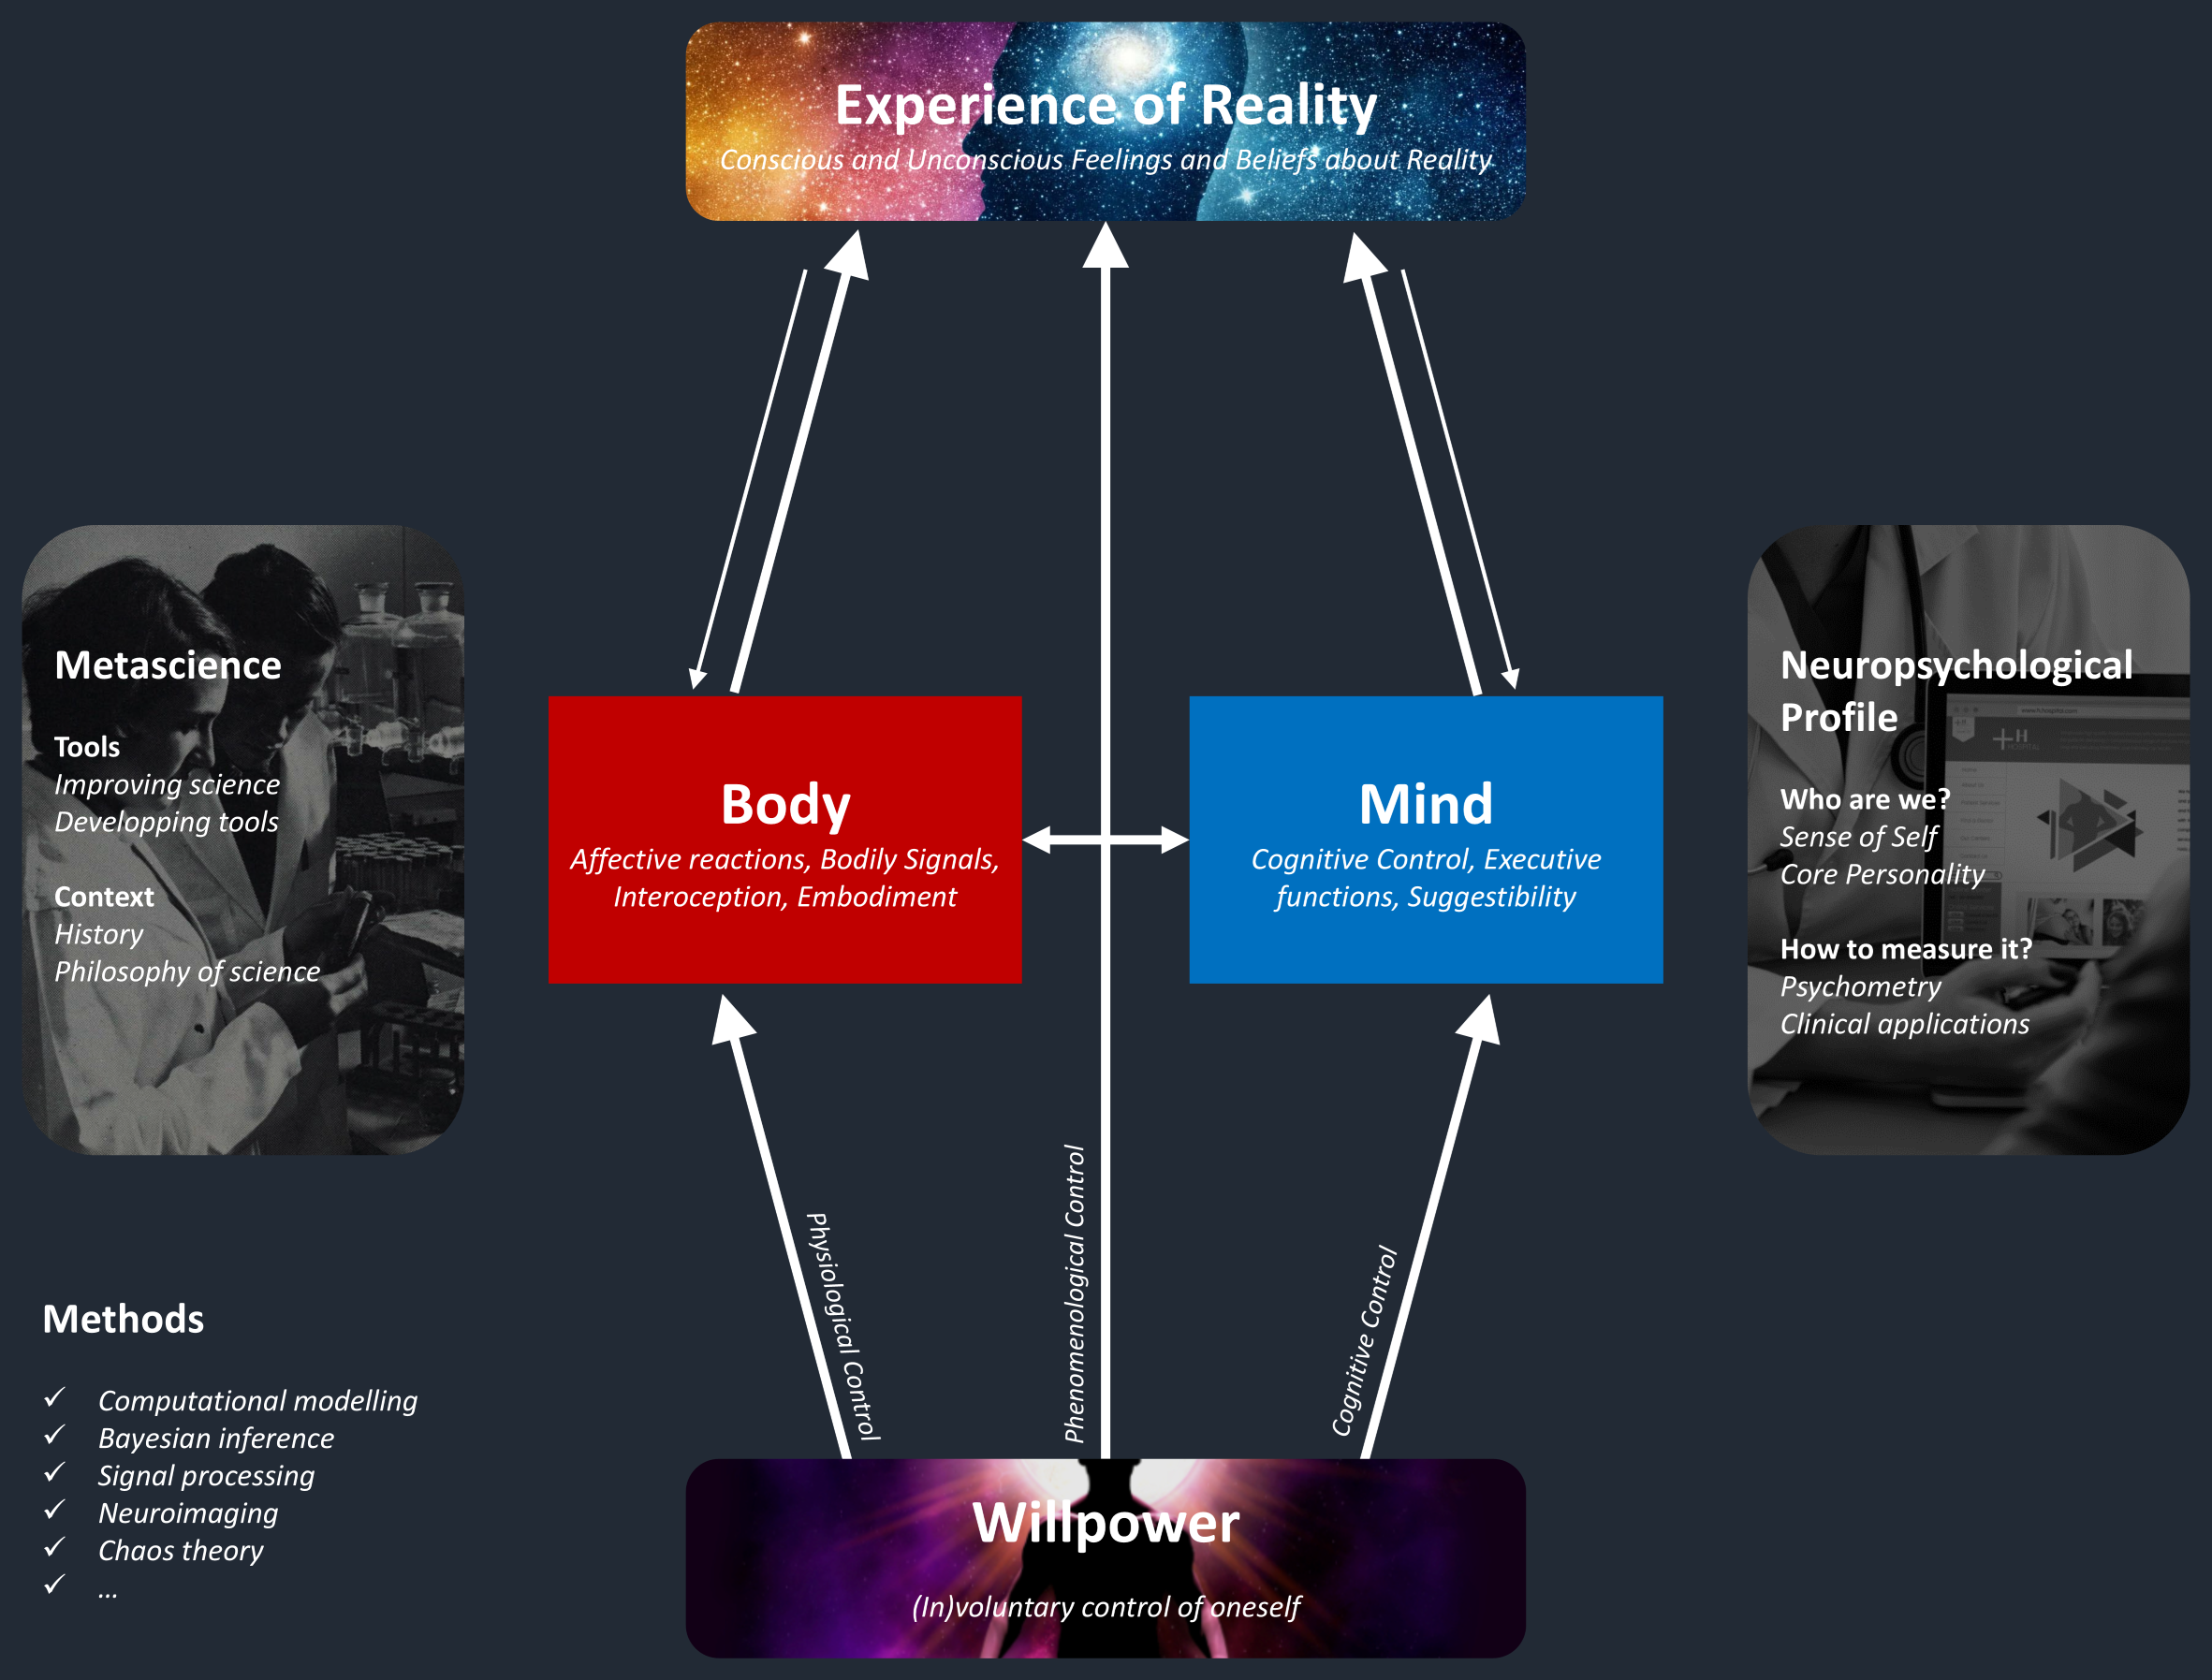 Experience of Reality
Conscious and Unconscious Feelings and Beliefs about Reality
Metascience
Tools
Improving science
Developping tools
Context
History
Philosophy of science
Body
Affective reactions, Bodily Signals,
Interoception, Embodiment
Mind
Cognitive Control, Executive
functions, Suggestibility
Neuropsychological
Profile
Who are we?
Sense of Self
Core Personality
How to measure it?
Psychometry
Clinical applications
+H
HOSPITAL
Physiological Control
Phenomenological Control
Cognitive Control
Methods
✓ Computational modelling
✓ Bayesian inference
✓ Signal processing
✓ Neuroimaging
✓ Chaos theory
✓ ...
Willpower
(In)voluntary control of oneself